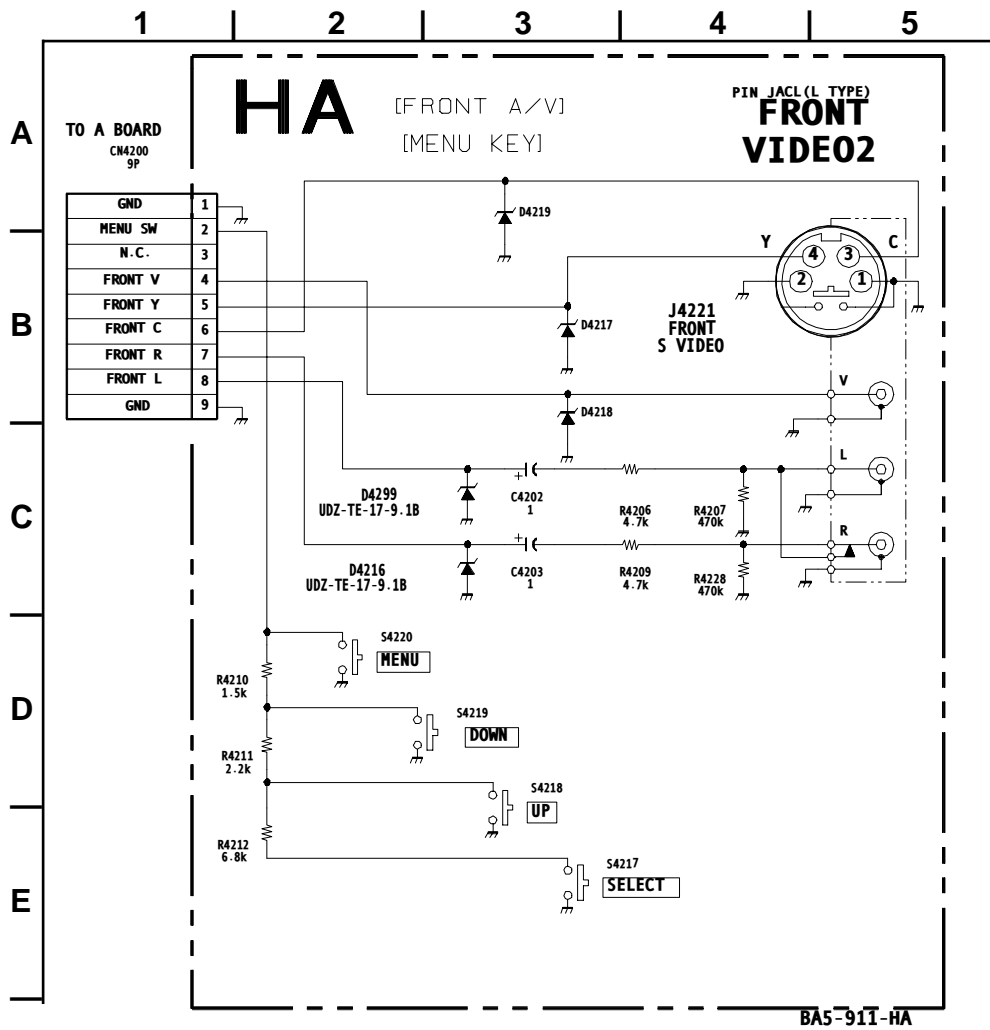 1 2 3 4 5
A
B
C
D
E
HA
[FRONT A/V]
[MENU KEY]
PIN JACL(L TYPE)
FRONT
VIDEO2
TO A BOARD
CN4200
9P
GND 1
MENU SW 2
N.C. 3
FRONT V 4
FRONT Y 5
FRONT C 6
FRONT R 7
FRONT L 8
GND 9
D4219
Y
C
4
3
2
1
D4217
J4221
FRONT
S VIDEO
D4218
V
L
R
D4299
UDZ-TE-17-9.1B
+
C4202
1
R4206
4.7k
R4207
470k
D4216
UDZ-TE-17-9.1B
+
C4203
1
R4209
4.7k
R4228
470k
S4220
MENU
R4210
1.5k
S4219
DOWN
R4211
2.2k
S4218
UP
R4212
6.8k
S4217
SELECT
BA5-911-HA